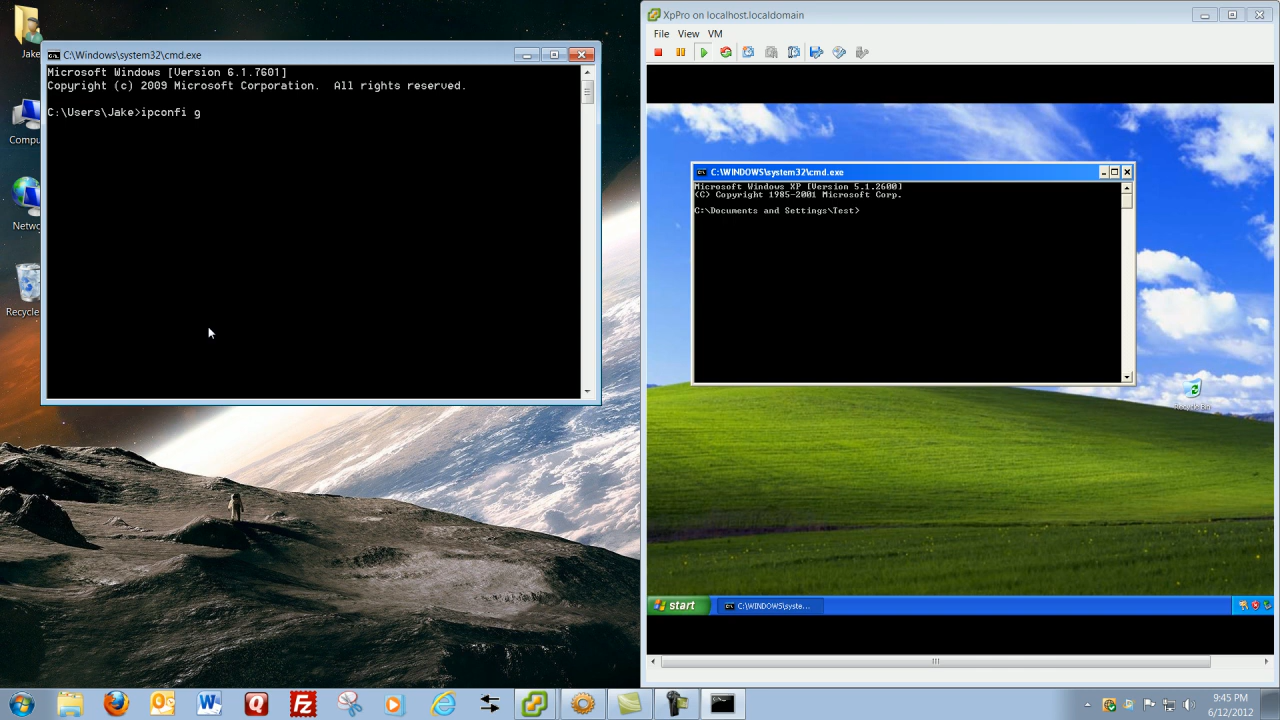 Jake
Compu
Netwo
Recycle
C:\Windows\system32\cmd.exe
Microsoft Windows [Version 6.1.7601]
Copyright (c) 2009 Microsoft Corporation.  All rights reserved.
C:\Users\Jake>ipconfi g
XpPro on localhost.localdomain
File View VM
C:\WINDOWS\system32\cmd.exe
Microsoft Windows XP [Version 5.1.2600]
(C) Copyright 1985-2001 Microsoft Corp.
C:\Documents and Settings\Test>
Recycle Bin
start
C:\WINDOWS\syste...
9:45 PM
6/12/2012